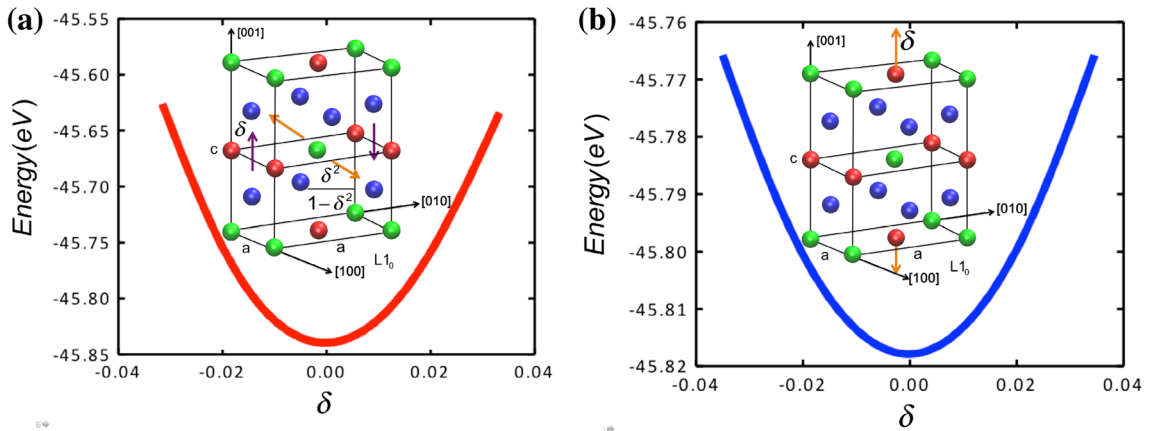 (a)
Energy(eV)
-45.55
-45.60
-45.65
-45.70
-45.75
-45.80
-45.85
-0.04
-0.02
0.00
0.02
0.04
δ
[001]
δ
c
δ²
1−δ²
[010]
a
a
L1₀
[100]
(b)
Energy(eV)
-45.76
-45.77
-45.78
-45.79
-45.80
-45.81
-45.82
-0.04
-0.02
0.00
0.02
0.04
δ
[001]
δ
c
[010]
a
a
L1₀
[100]